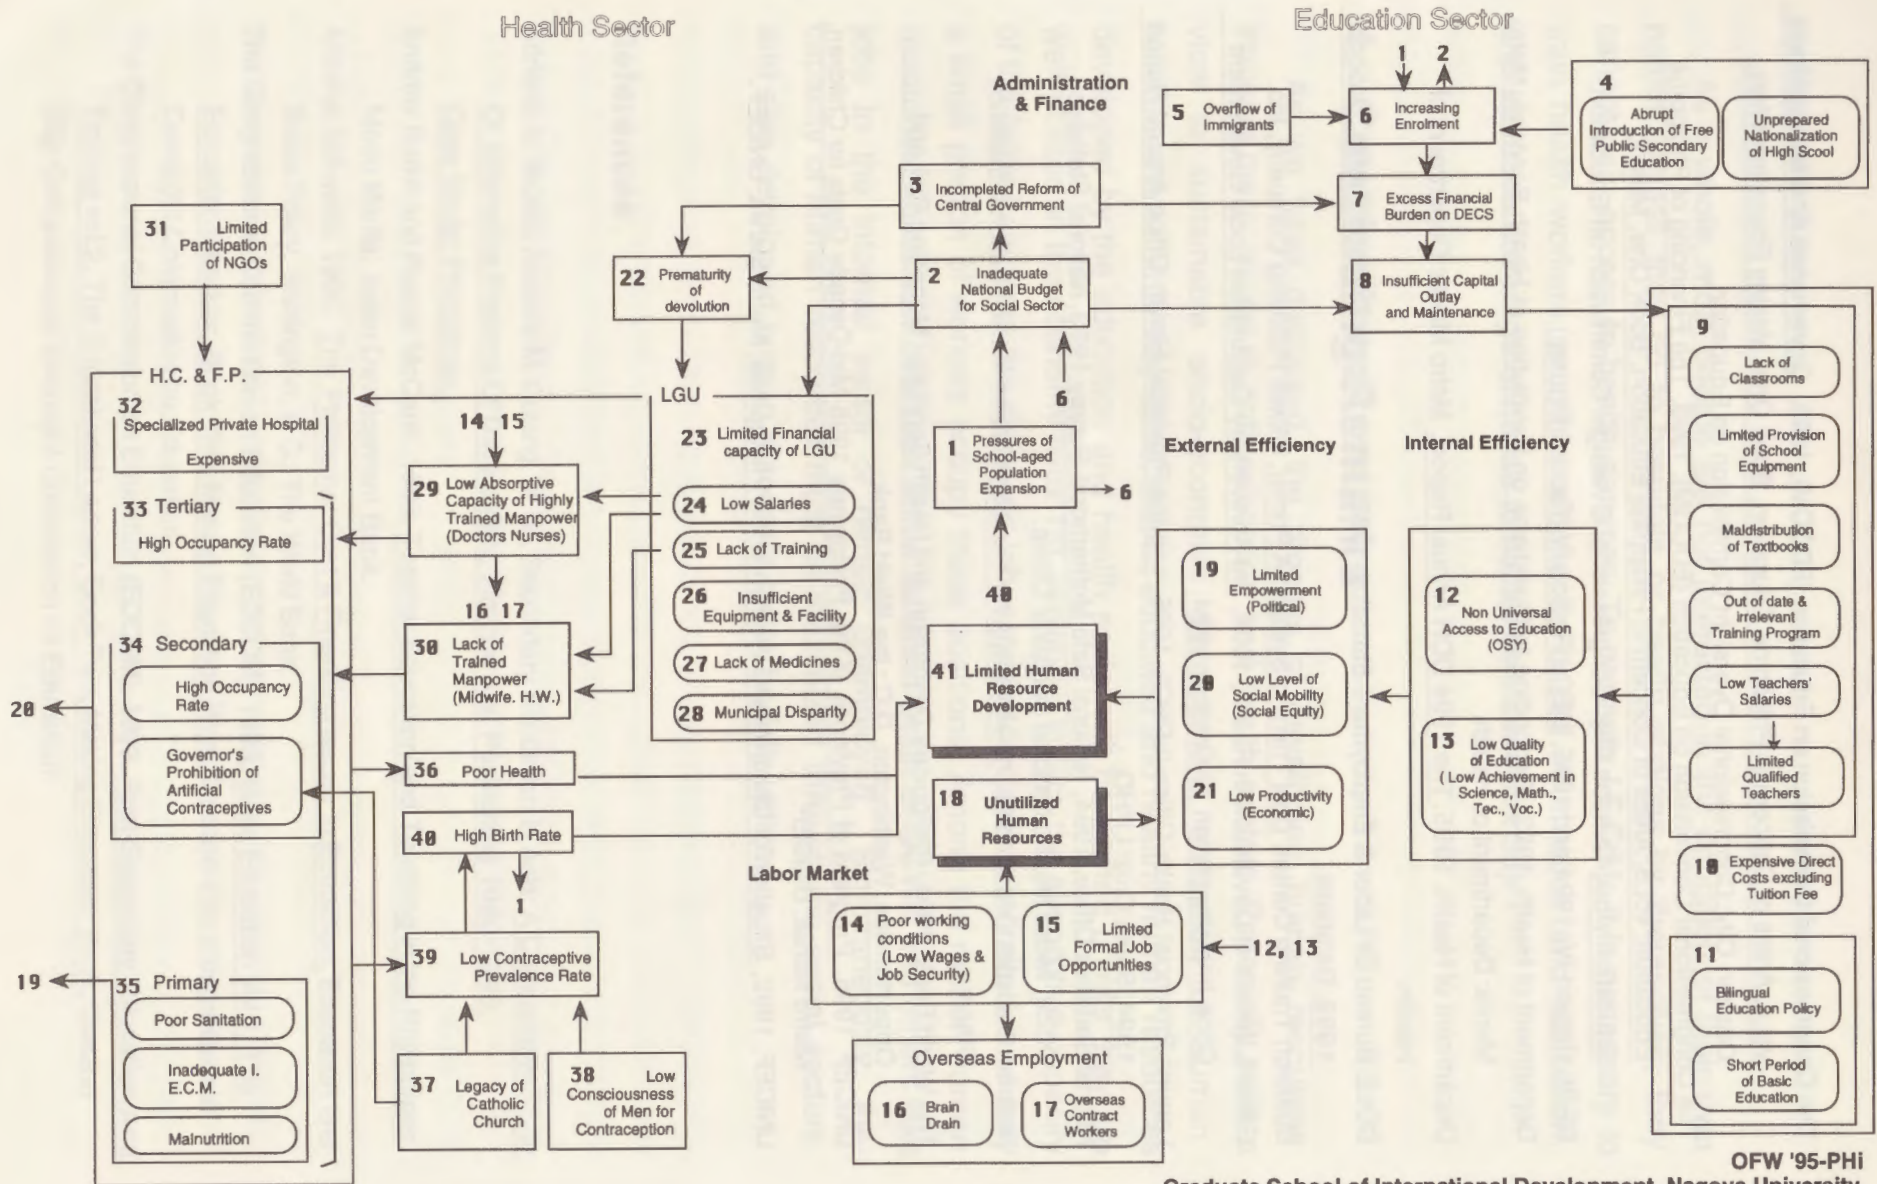 Health Sector
Education Sector
Administration
& Finance
1 2
5 Overflow of
Immigrants
6 Increasing
Enrolment
4
Abrupt
Introduction of Free
Public Secondary
Education
Unprepared
Nationalization
of High Scool
3 Incompleted Reform of
Central Government
7 Excess Financial
Burden on DECS
31 Limited
Participation
of NGOs
22 Prematurity
of
devolution
2 Inadequate
National Budget
for Social Sector
8 Insufficient Capital
Outlay
and Maintenance
6
H.C. & F.P.
32
Specialized Private Hospital
Expensive
33 Tertiary
High Occupancy Rate
34 Secondary
High Occupancy
Rate
Governor's
Prohibition of
Artificial
Contraceptives
20
19
35 Primary
Poor Sanitation
Inadequate I.
E.C.M.
Malnutrition
14 15
29 Low Absorptive
Capacity of Highly
Trained Manpower
(Doctors Nurses)
16 17
30 Lack of
Trained
Manpower
(Midwife. H.W.)
36 Poor Health
40 High Birth Rate
1
39 Low Contraceptive
Prevalence Rate
37 Legacy of
Catholic
Church
38 Low
Consciousness
of Men for
Contraception
LGU
23 Limited Financial
capacity of LGU
24 Low Salaries
25 Lack of Training
26 Insufficient
Equipment & Facility
27 Lack of Medicines
28 Municipal Disparity
1 Pressures of
School-aged
Population
Expansion
6
40
41 Limited Human
Resource
Development
18 Unutilized
Human
Resources
Labor Market
14 Poor working
conditions
(Low Wages &
Job Security)
15 Limited
Formal Job
Opportunities
12, 13
Overseas Employment
16 Brain
Drain
17 Overseas
Contract
Workers
External Efficiency
19 Limited
Empowerment
(Political)
20 Low Level of
Social Mobility
(Social Equity)
21 Low Productivity
(Economic)
Internal Efficiency
12 Non Universal
Access to Education
(OSY)
13 Low Quality
of Education
( Low Achievement in
Science, Math.,
Tec., Voc.)
9
Lack of
Classrooms
Limited Provision
of School
Equipment
Maldistribution
of Textbooks
Out of date &
irrelevant
Training Program
Low Teachers'
Salaries
Limited
Qualified
Teachers
10 Expensive Direct
Costs excluding
Tuition Fee
11
Bilingual
Education Policy
Short Period
of Basic
Education
OFW '95-PHi
Graduate School of International Development, Nagoya University